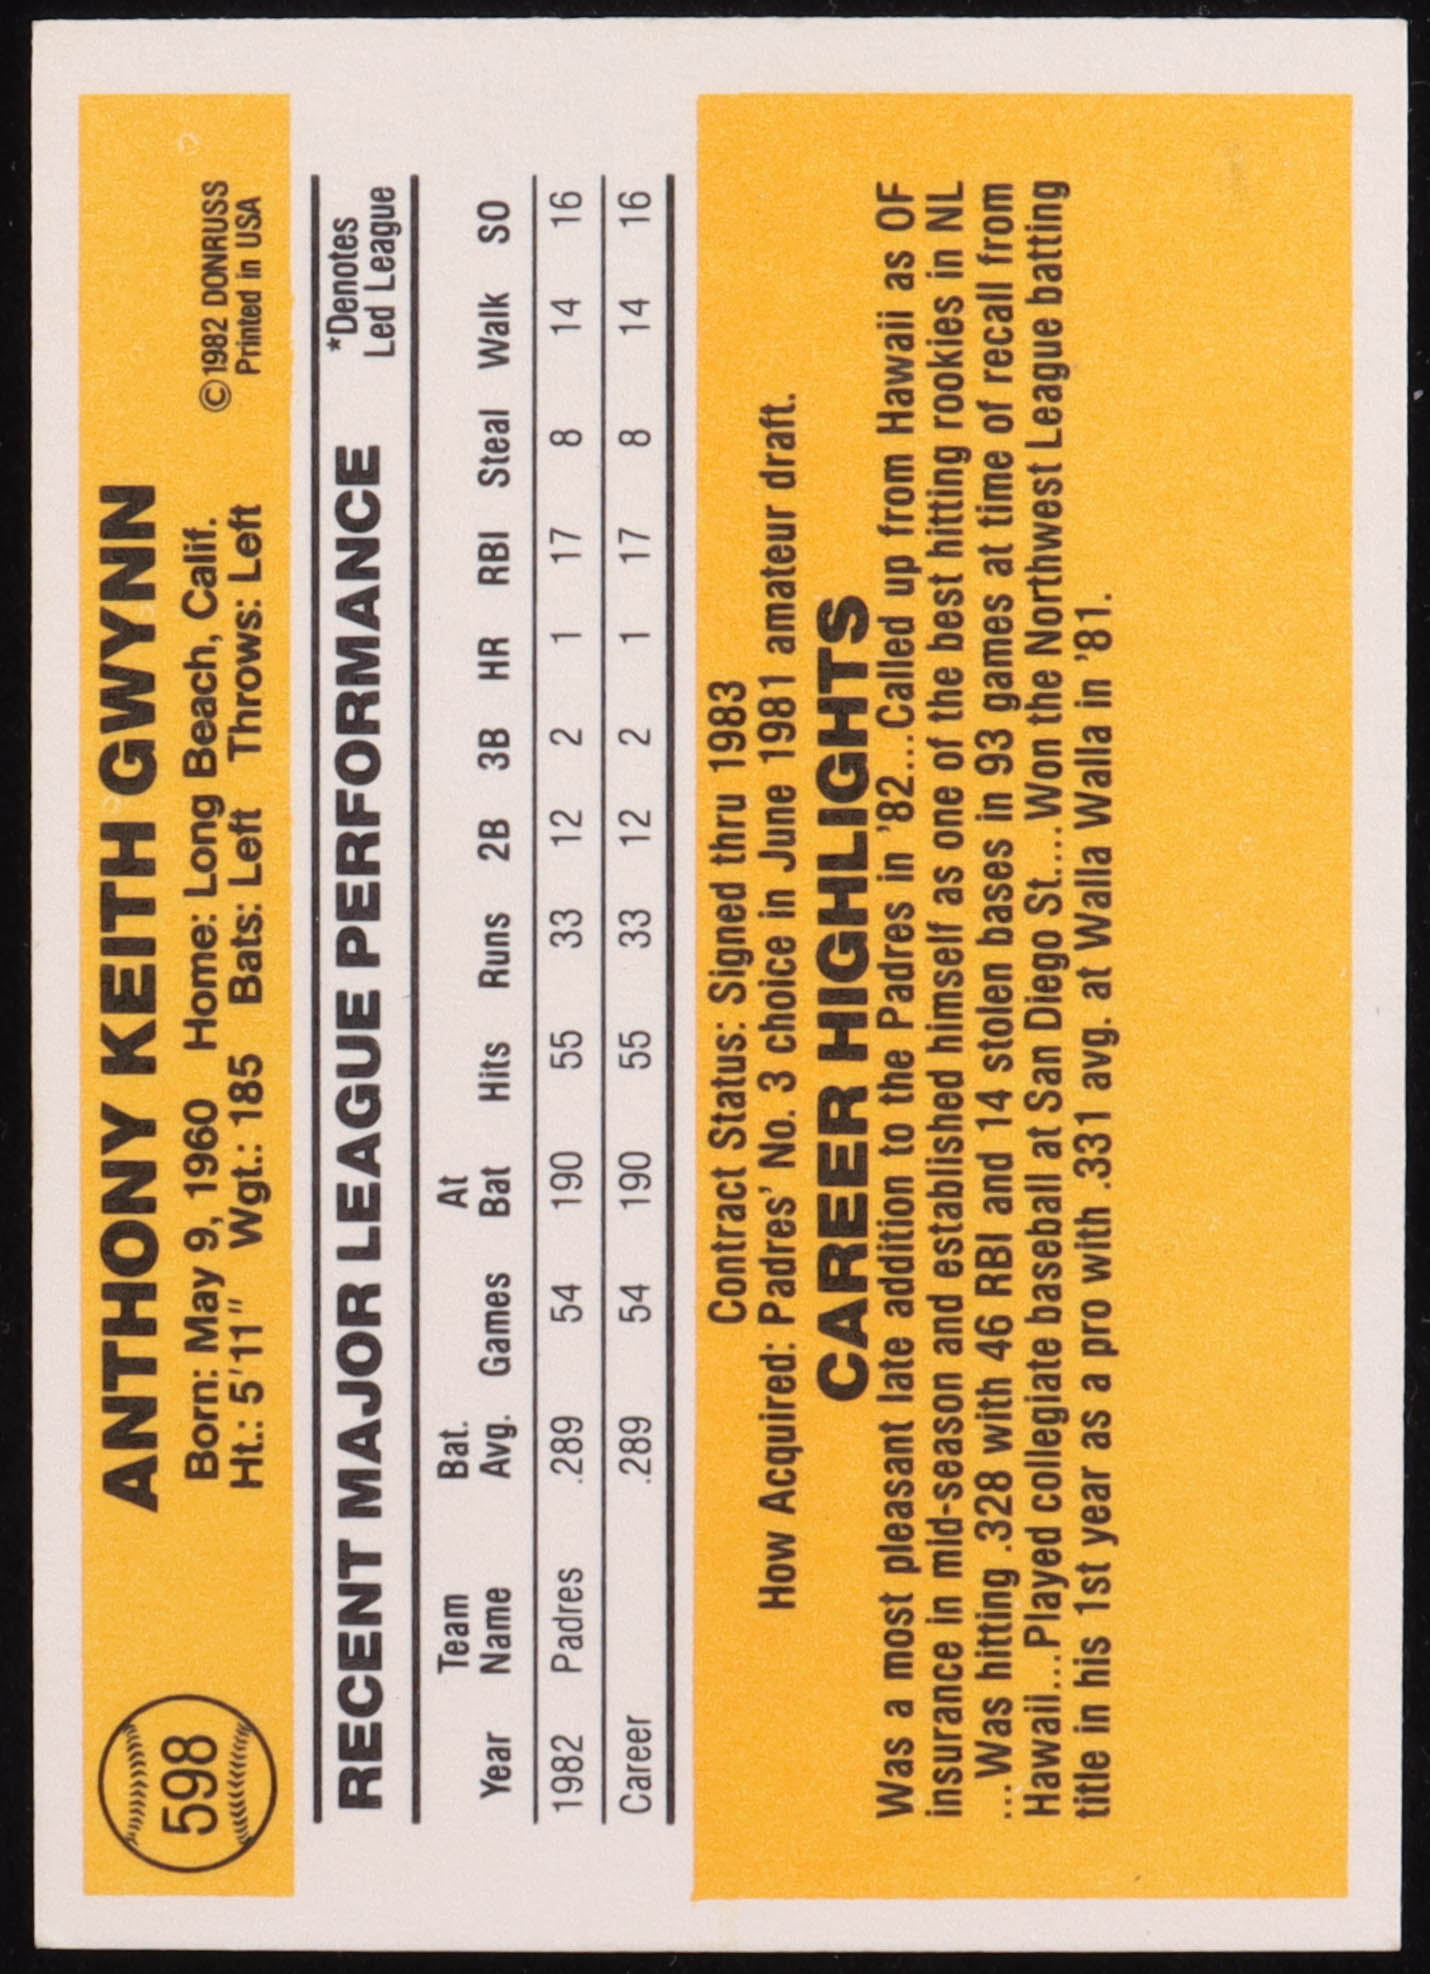 598
ANTHONY KEITH GWYNN
Born: May 9, 1960 Home: Long Beach, Calif.
Ht.: 5'11" Wgt.: 185 Bats: Left Throws: Left
©1982 DONRUSS
Printed in USA
RECENT MAJOR LEAGUE PERFORMANCE
*Denotes
Led League
Year Team Name Bat. Avg. Games At Bat Hits Runs 2B 3B HR RBI Steal Walk SO
1982 Padres .289 54 190 55 33 12 2 1 17 8 14 16
Career .289 54 190 55 33 12 2 1 17 8 14 16
Contract Status: Signed thru 1983
How Acquired: Padres' No. 3 choice in June 1981 amateur draft.
CAREER HIGHLIGHTS
Was a most pleasant late addition to the Padres in '82...Called up from Hawaii as OF
insurance in mid-season and established himself as one of the best hitting rookies in NL
...Was hitting .328 with 46 RBI and 14 stolen bases in 93 games at time of recall from
Hawaii...Played collegiate baseball at San Diego St...Won the Northwest League batting
title in his 1st year as a pro with .331 avg. at Walla Walla in '81.